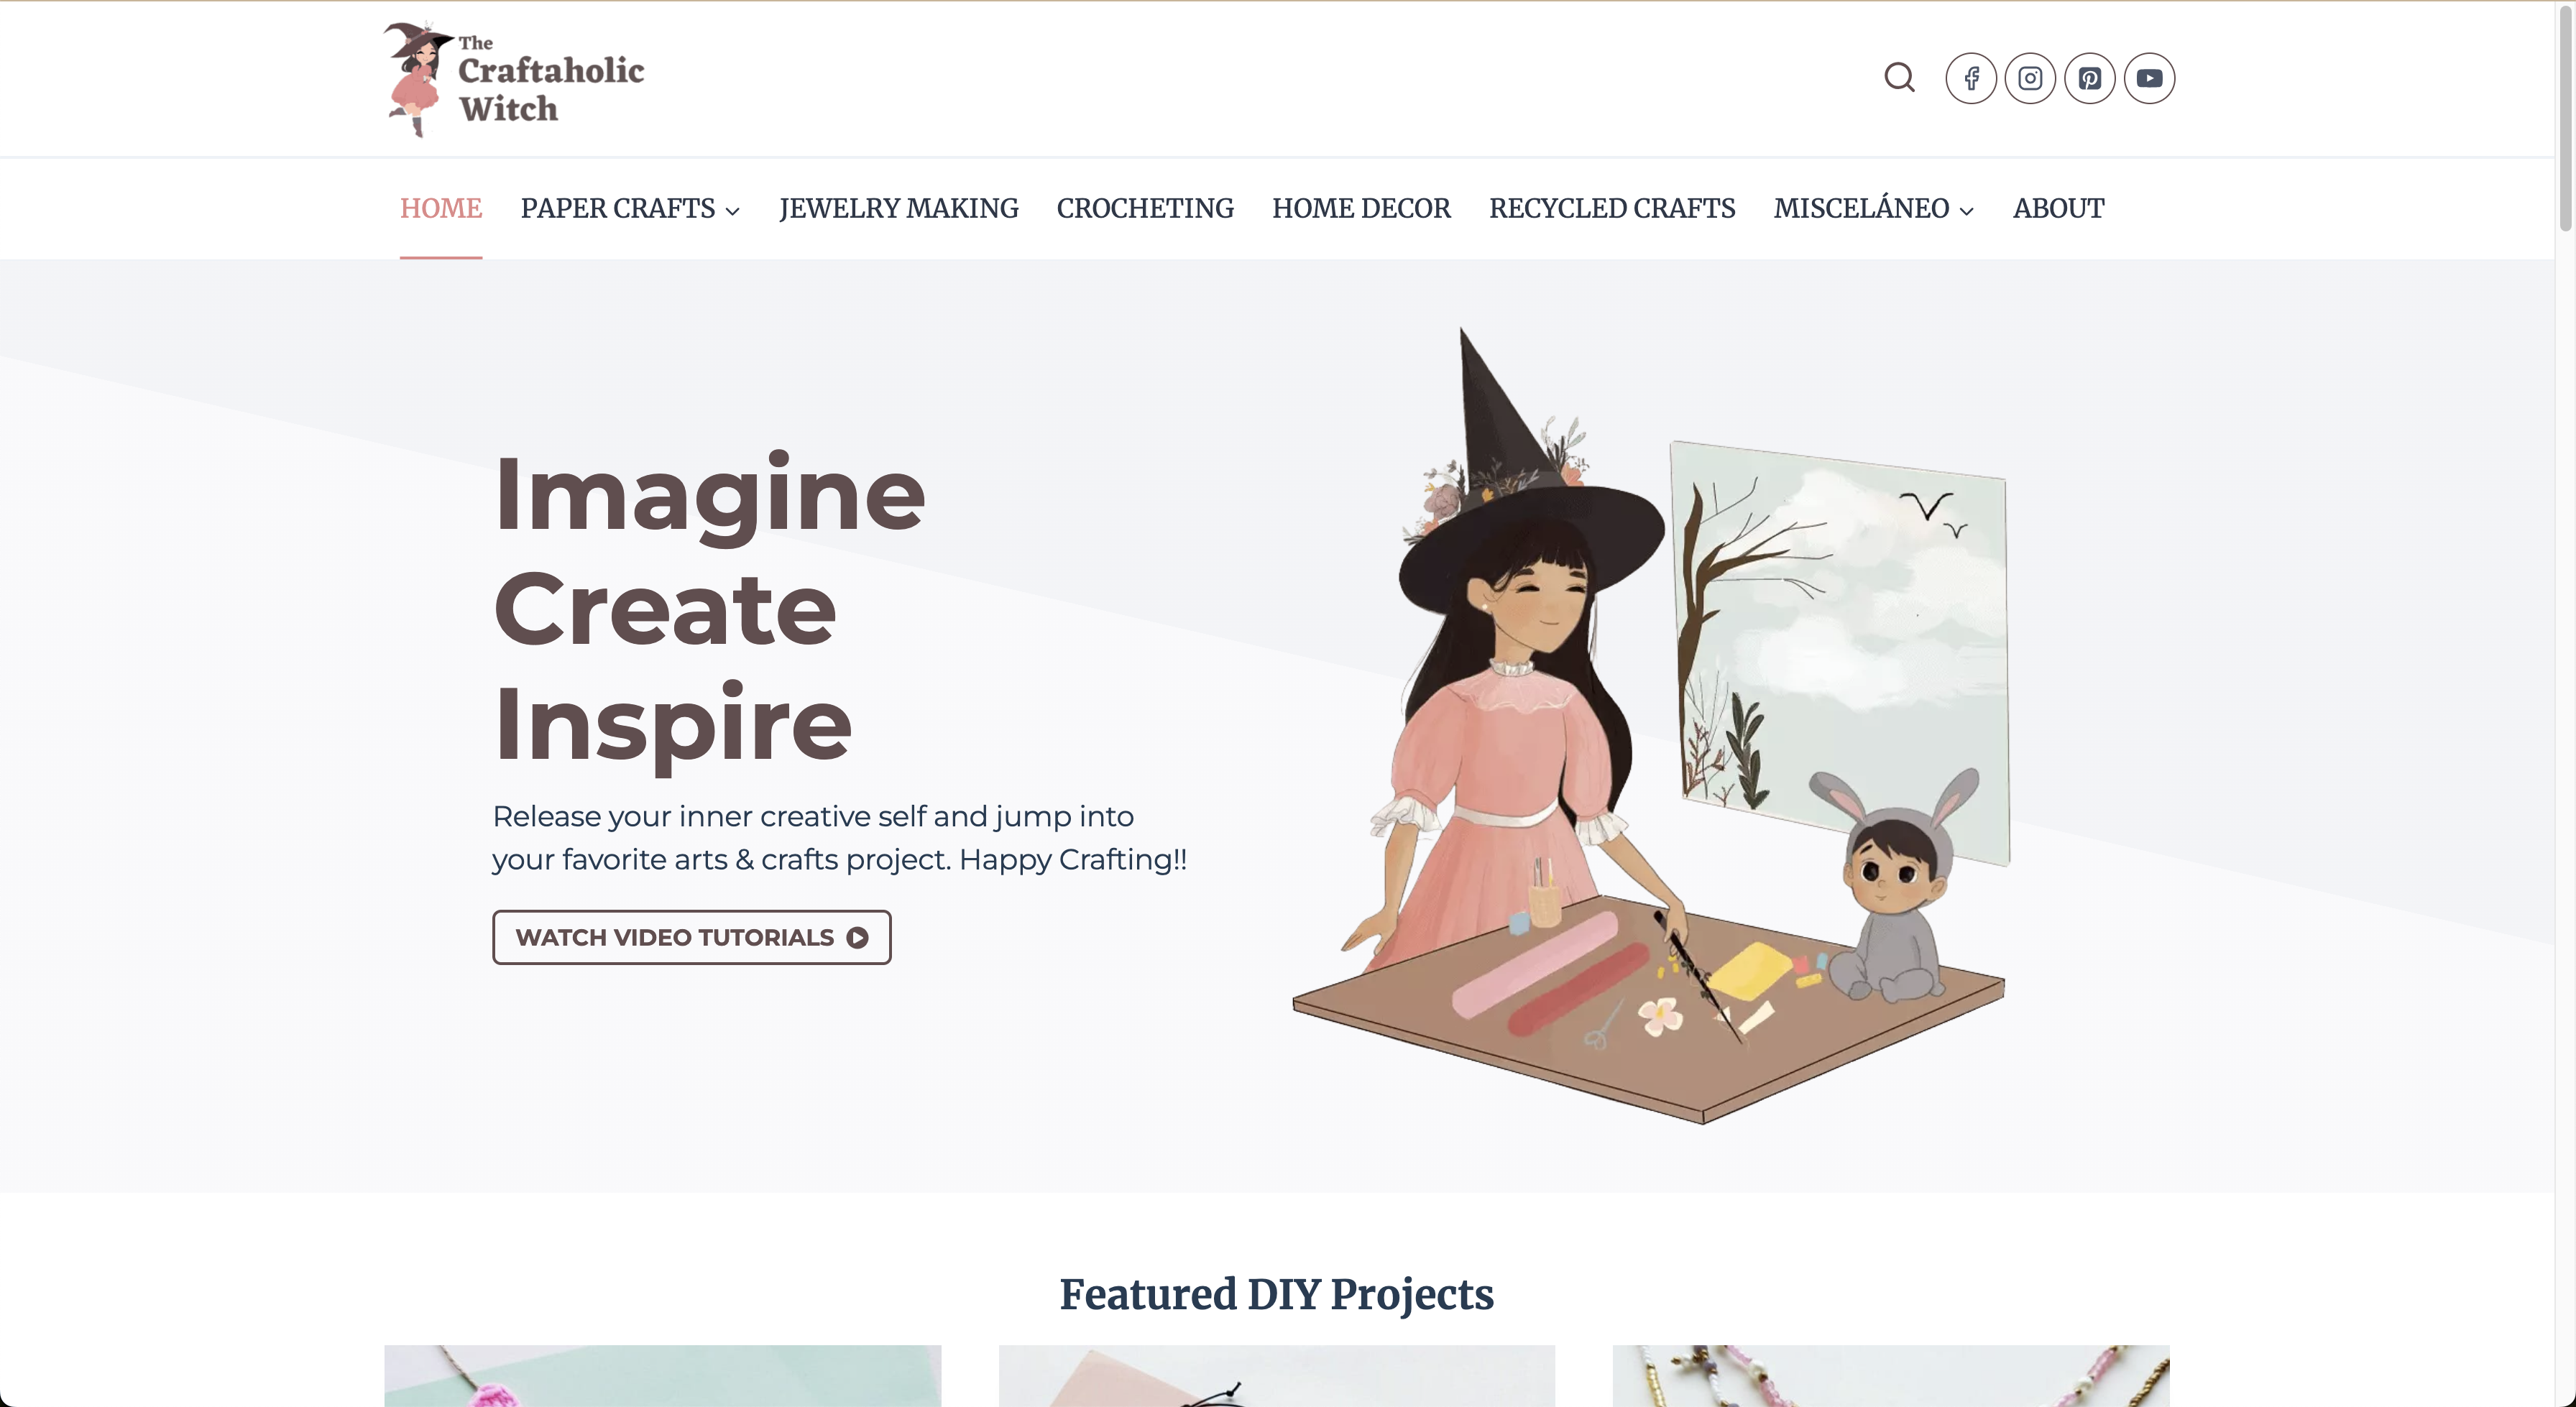 The
Craftaholic
Witch
HOME PAPER CRAFTS JEWELRY MAKING CROCHETING HOME DECOR RECYCLED CRAFTS MISCELÁNEO ABOUT
Imagine
Create
Inspire
Release your inner creative self and jump into
your favorite arts & crafts project. Happy Crafting!!
WATCH VIDEO TUTORIALS
Featured DIY Projects